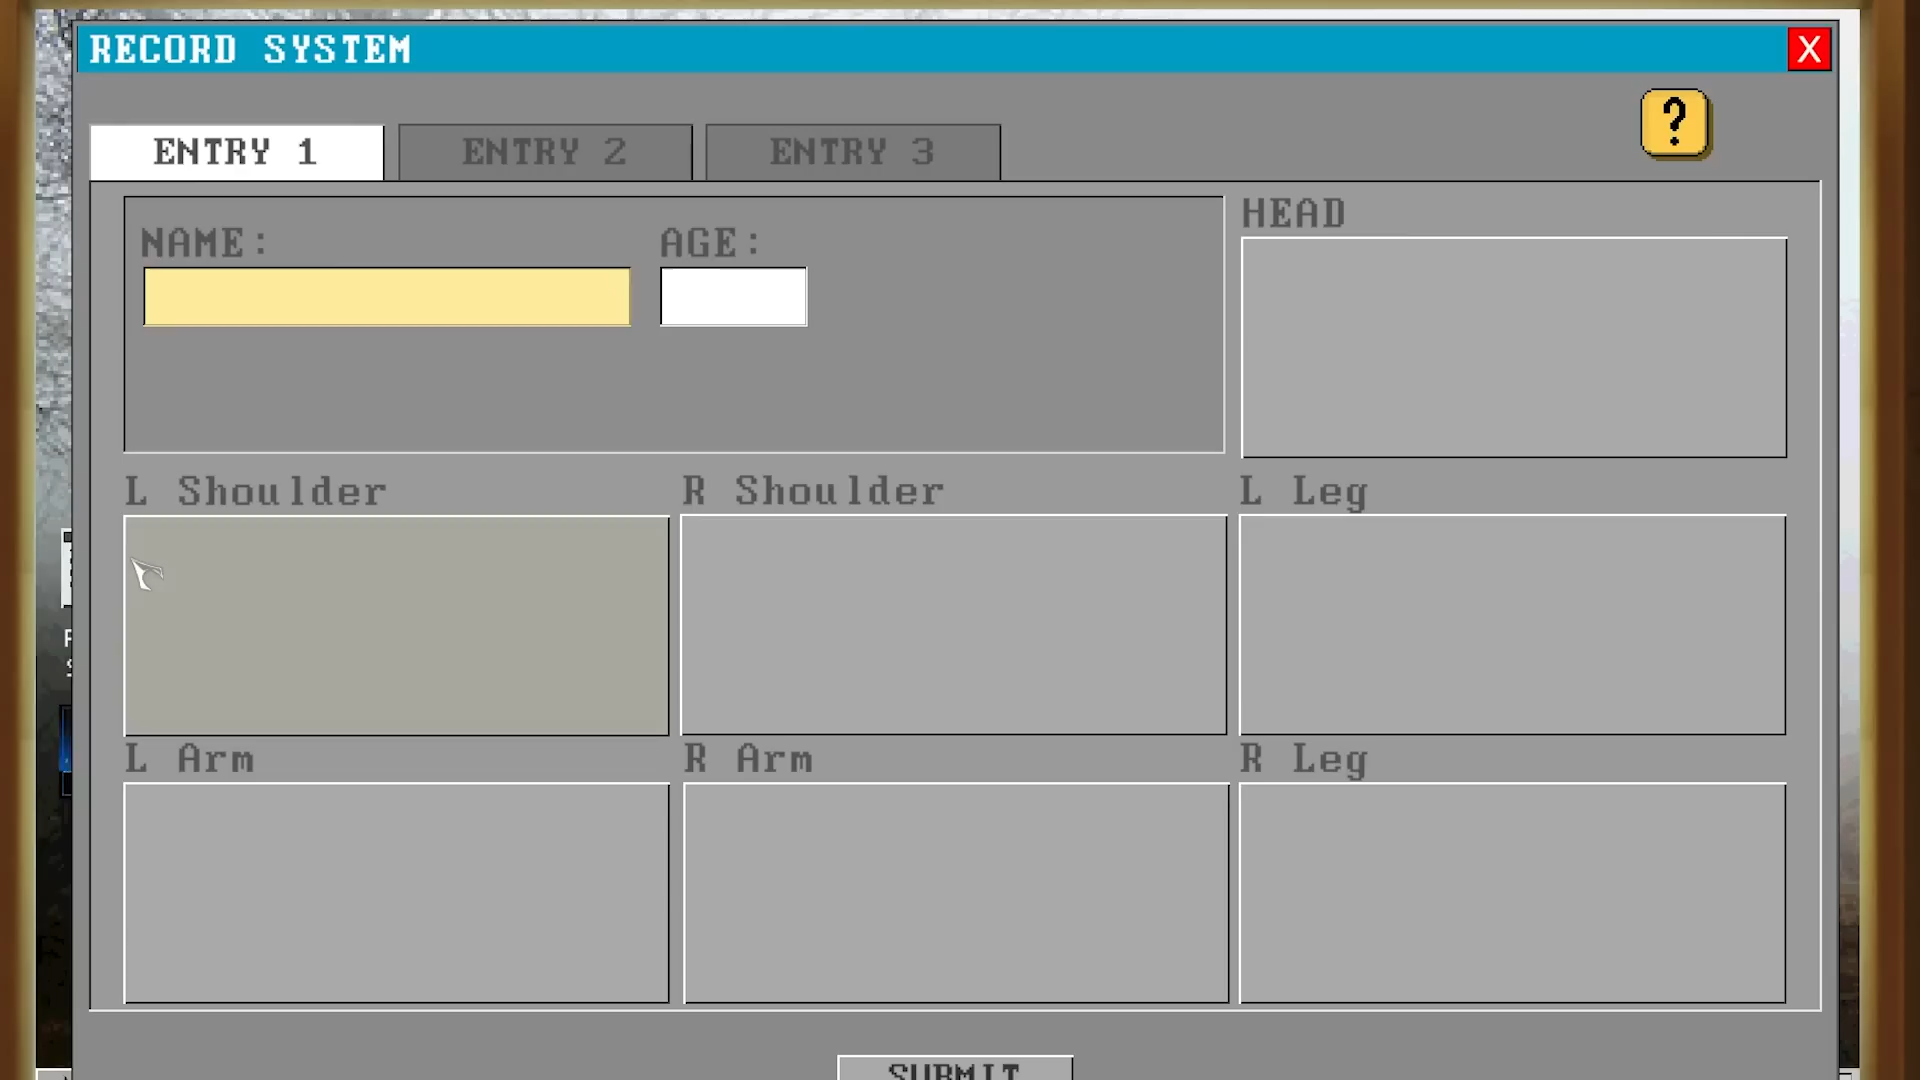 RECORD SYSTEM
X
?
ENTRY 1
ENTRY 2
ENTRY 3
NAME:
AGE:
HEAD
L Shoulder
R Shoulder
L Leg
L Arm
R Arm
R Leg
SUBMIT